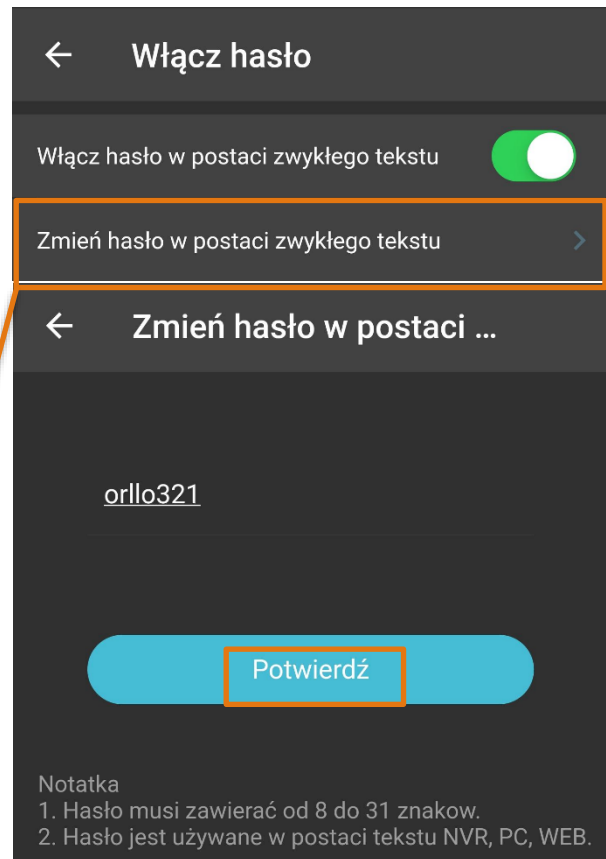 Włącz hasło
Włącz hasło w postaci zwykłego tekstu
Zmień hasło w postaci zwykłego tekstu
Zmień hasło w postaci ...
orllo321
Potwierdź
Notatka
1. Hasło musi zawierać od 8 do 31 znakow.
2. Hasło jest używane w postaci tekstu NVR, PC, WEB.